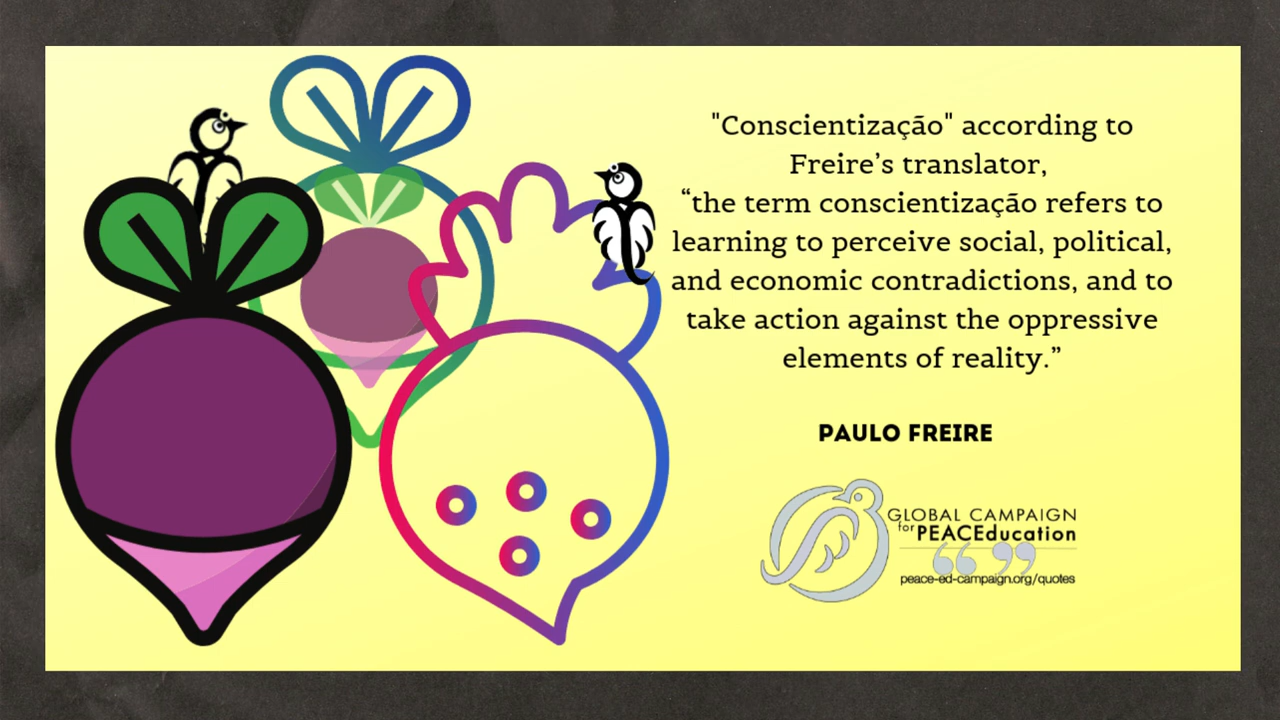 "Conscientização" according to
Freire’s translator,
“the term conscientização refers to
learning to perceive social, political,
and economic contradictions, and to
take action against the oppressive
elements of reality.”
PAULO FREIRE
GLOBAL CAMPAIGN
for PEACEducation
peace-ed-campaign.org/quotes